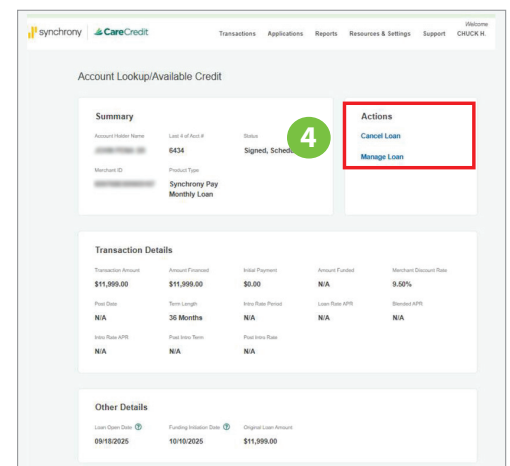 Welcome
synchrony CareCredit Transactions Applications Reports Resources & Settings Support CHUCK H.
Account Lookup/Available Credit
Summary
Account Holder Name Last 4 of Acct # Status
6434 Signed,
Merchant ID Product Type
Synchrony Pay
Monthly Loan
4
Actions
Cancel Loan
Manage Loan
Transaction Details
Transaction Amount Amount Financed Initial Payment Amount Funded Merchant Discount Rate
$11,999.00 $11,999.00 $0.00 N/A 9.50%
Post Date Term Length Intro Rate Period Loan Rate APR Blended APR
N/A 36 Months N/A N/A N/A
Intro Rate APR Post Intro Term Post Intro Rate
N/A N/A N/A
Other Details
Loan Open Date ? Funding Initiation Date ? Original Loan Amount
09/18/2025 10/10/2025 $11,999.00